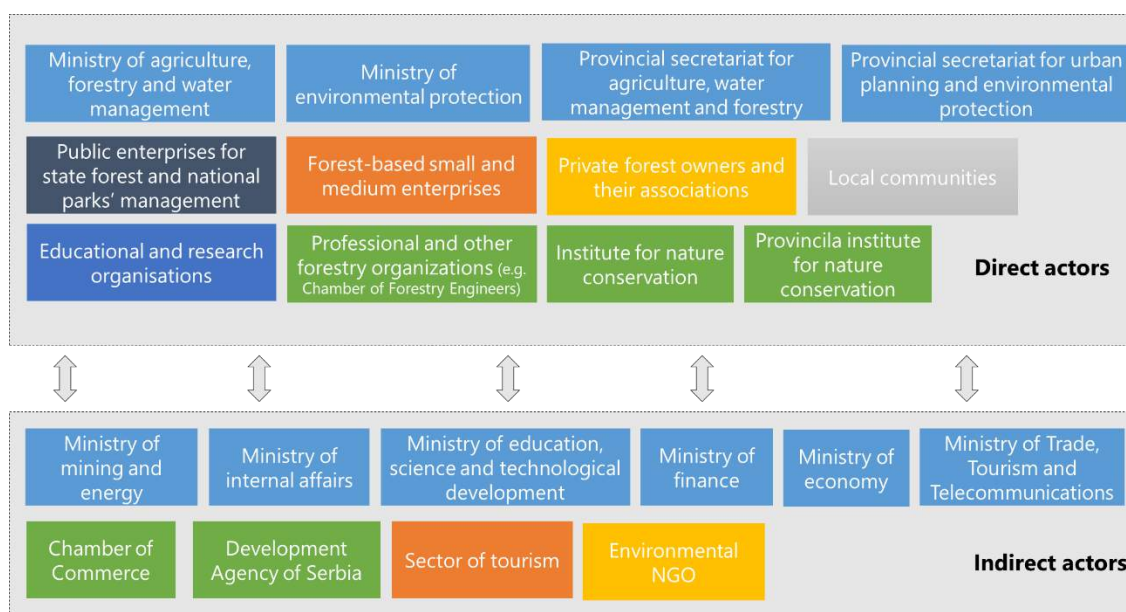 Ministry of agriculture,
forestry and water
management
Ministry of
environmental protection
Provincial secretariat for
agriculture, water
management and forestry
Provincial secretariat for urban
planning and environmental
protection
Public enterprises for
state forest and national
parks’ management
Forest-based small and
medium enterprises
Private forest owners and
their associations
Local communities
Educational and research
organisations
Professional and other
forestry organizations (e.g.
Chamber of Forestry Engineers)
Institute for nature
conservation
Provincila institute
for nature
conservation
Direct actors
Ministry of
mining and
energy
Ministry of
internal affairs
Ministry of education,
science and technological
development
Ministry of
finance
Ministry of
economy
Ministry of Trade,
Tourism and
Telecommunications
Chamber of
Commerce
Development
Agency of Serbia
Sector of tourism
Environmental
NGO
Indirect actors